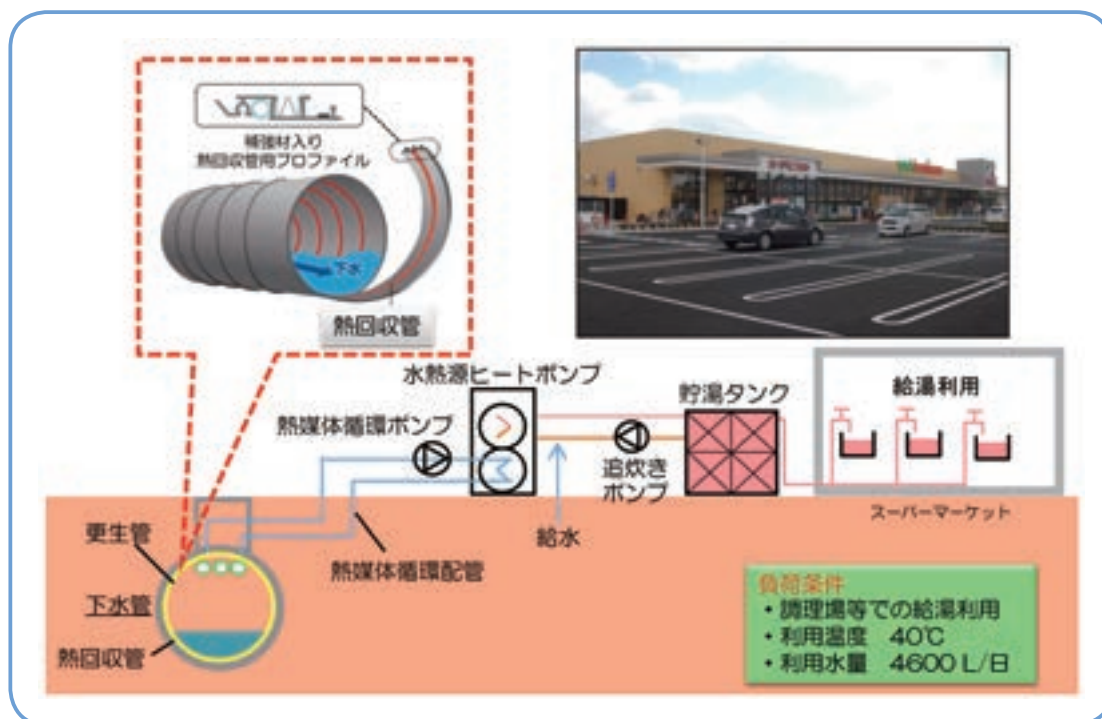 補強材入り
熱回収管用プロファイル
下水
熱回収管
水熱源ヒートポンプ
熱媒体循環ポンプ
貯湯タンク
給湯利用
追炊き
ポンプ
スーパーマーケット
給水
熱媒体循環配管
更生管
下水管
熱回収管
負荷条件
・調理場等での給湯利用
・利用温度 40℃
・利用水量 4600 L/日